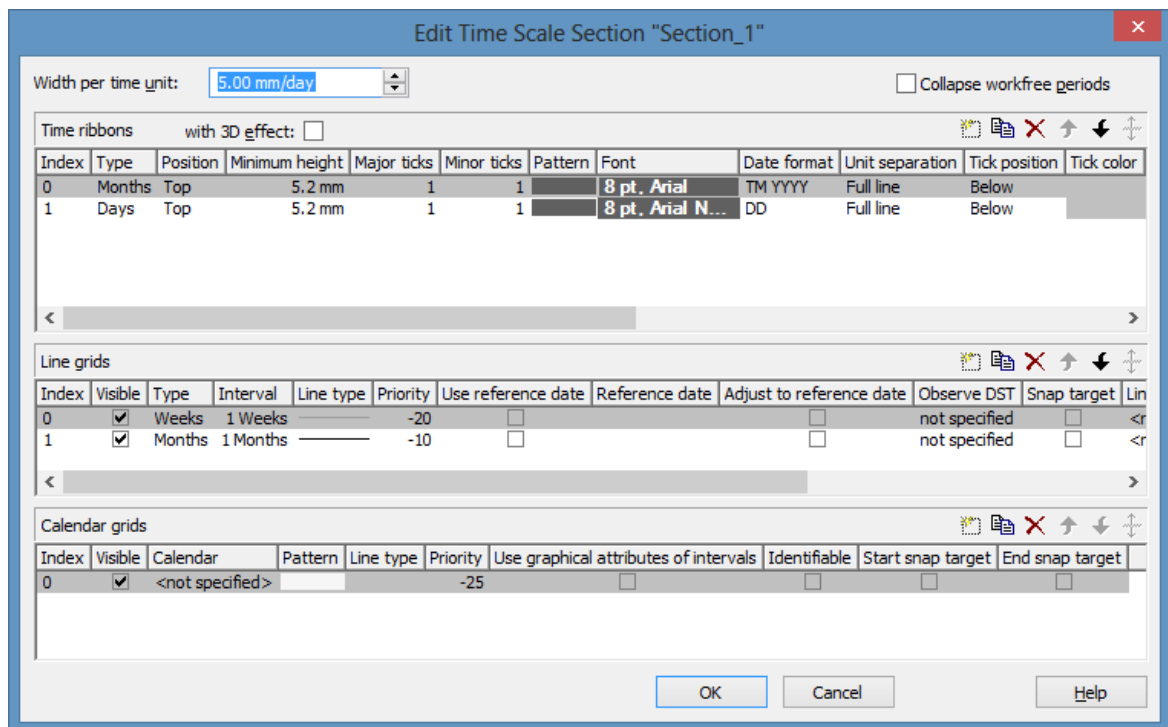 Edit Time Scale Section "Section_1"
Width per time unit: 5.00 mm/day Collapse workfree periods
Time ribbons with 3D effect:
Index Type Position Minimum height Major ticks Minor ticks Pattern Font Date format Unit separation Tick position Tick color
0 Months Top 5.2 mm 1 1 8 pt, Arial TM YYYY Full line Below
1 Days Top 5.2 mm 1 1 8 pt, Arial N... DD Full line Below
Line grids
Index Visible Type Interval Line type Priority Use reference date Reference date Adjust to reference date Observe DST Snap target Lin
0 Weeks 1 Weeks -20 not specified <r
1 Months 1 Months -10 not specified <r
Calendar grids
Index Visible Calendar Pattern Line type Priority Use graphical attributes of intervals Identifiable Start snap target End snap target
0 <not specified> -25
OK Cancel Help